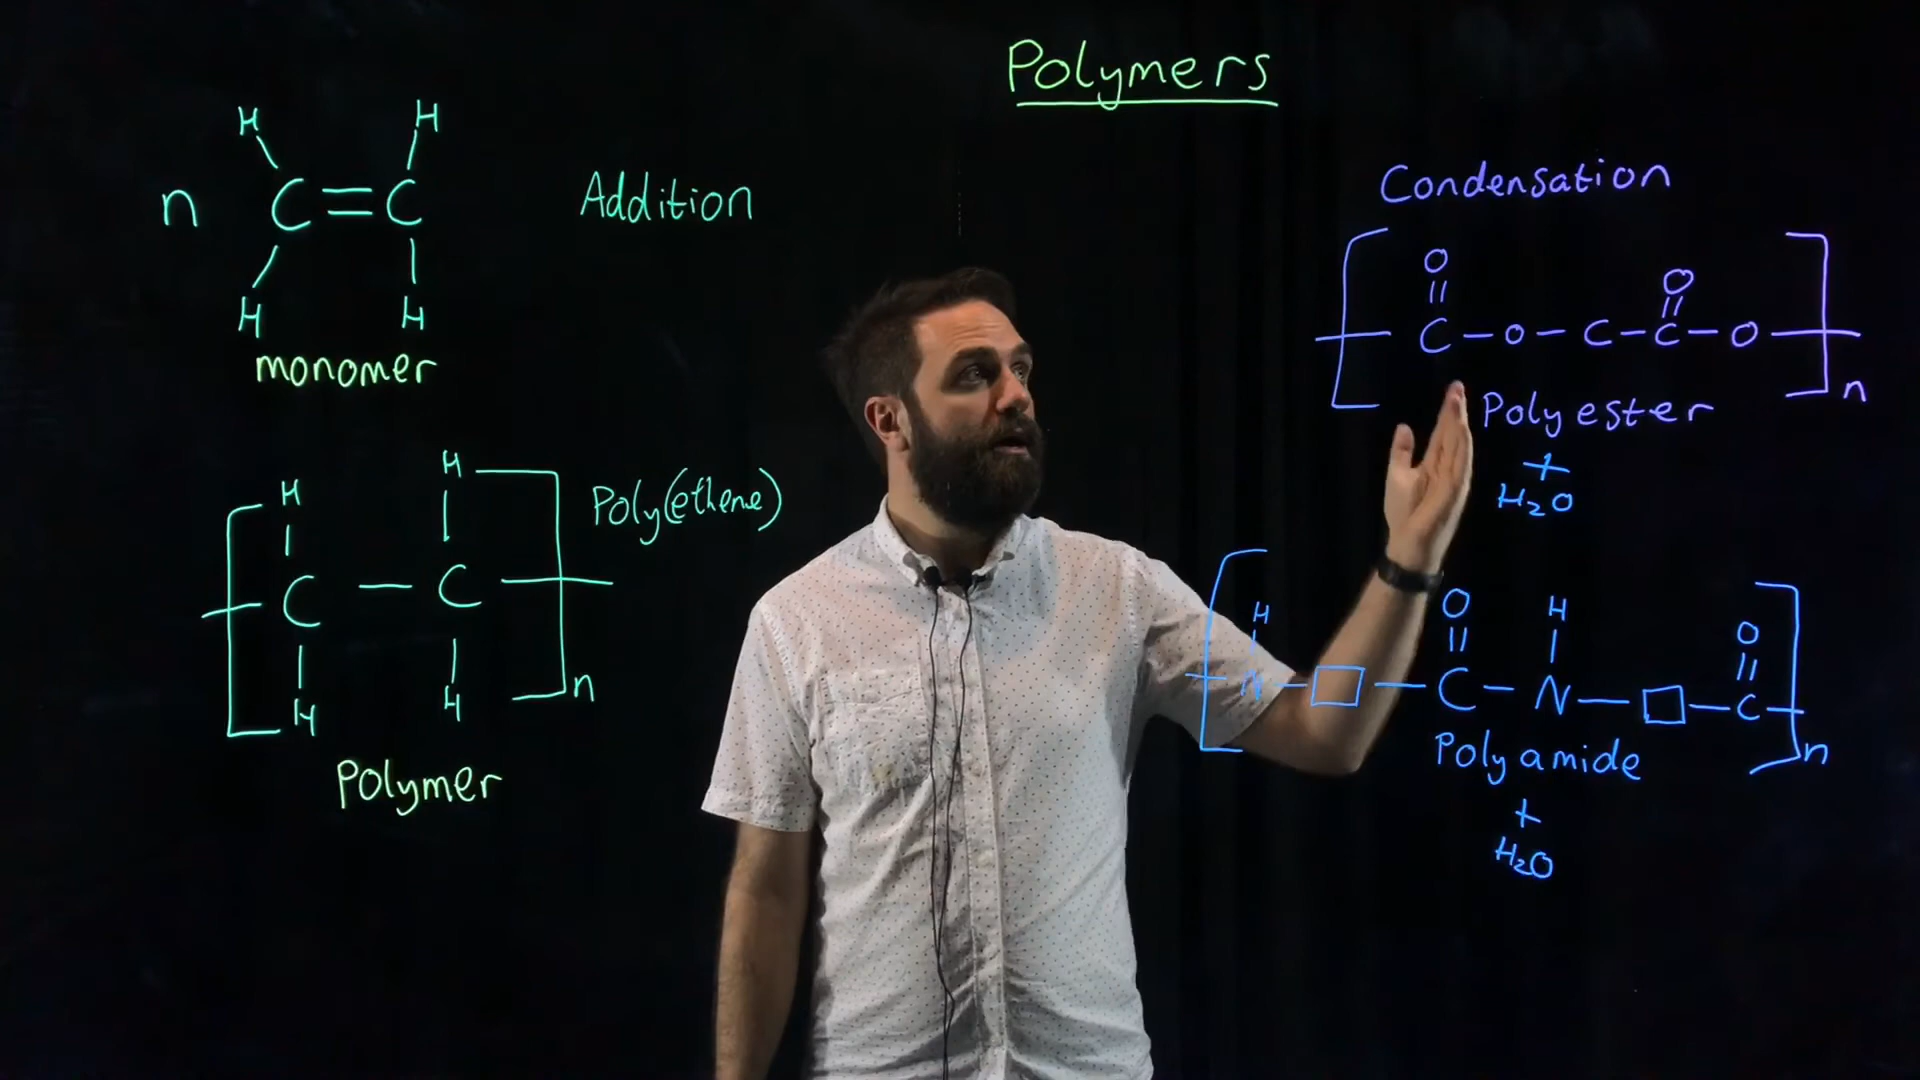 Polymers
H H
n C = C
H H
monomer
Addition
H H
C — C
H H
n
Poly(ethene)
Polymer
Condensation
O O
C — O — C — C — O
n
Polyester
+
H₂O
H O H O
N — □ — C — N — □ — C
n
Polyamide
+
H₂O